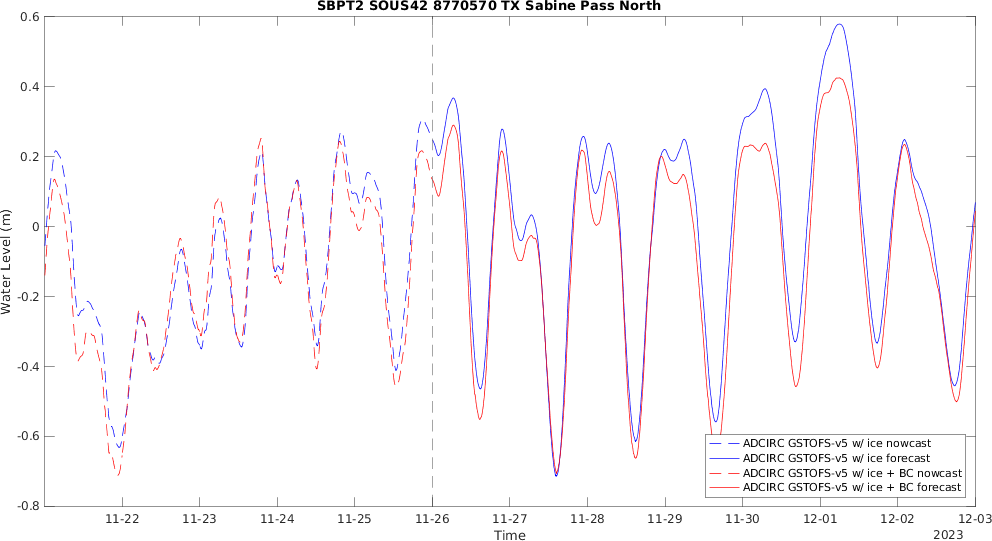 SBPT2 SOUS42 8770570 TX Sabine Pass North
Water Level (m)
0.6
0.4
0.2
0
-0.2
-0.4
-0.6
-0.8
ADCIRC GSTOFS-v5 w/ ice nowcast
ADCIRC GSTOFS-v5 w/ ice forecast
ADCIRC GSTOFS-v5 w/ ice + BC nowcast
ADCIRC GSTOFS-v5 w/ ice + BC forecast
11-22 11-23 11-24 11-25 11-26 11-27 11-28 11-29 11-30 12-01 12-02 12-03
Time
2023